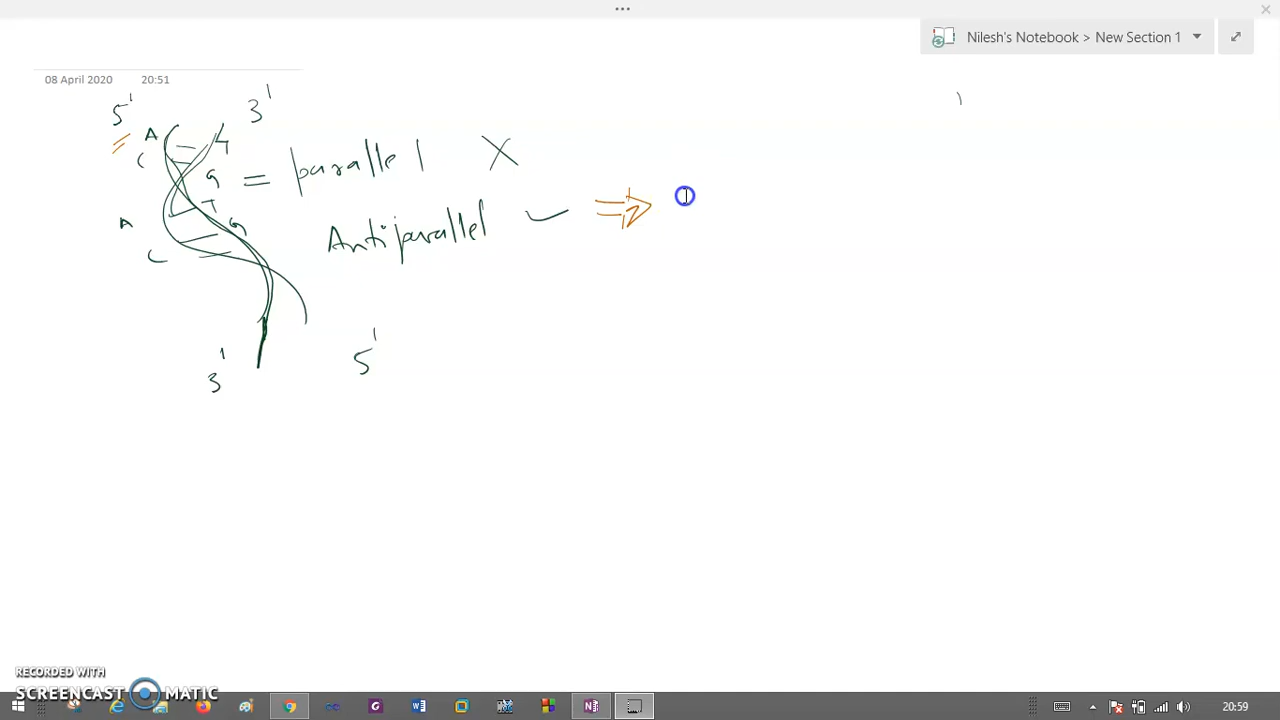 Nilesh's Notebook > New Section 1
08 April 2020 20:51
5' 3'
A T
C G = parallel X
A T
C G Antiparallel ✓ ⇒
3' 5'
RECORDED WITH
SCREENCAST MATIC
20:59